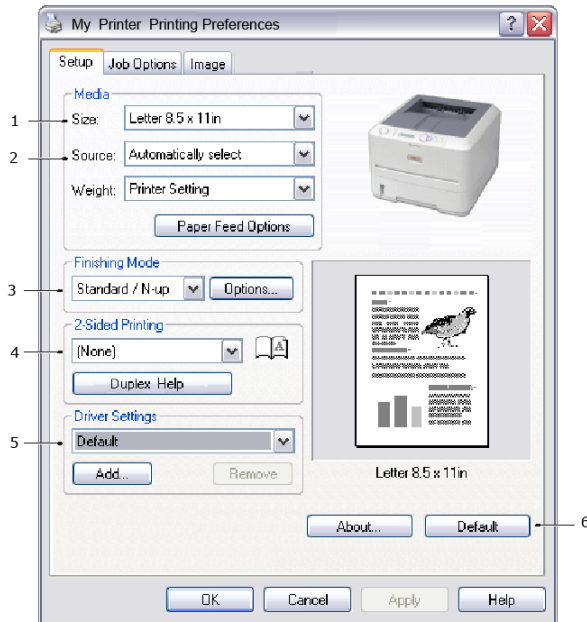 My Printer Printing Preferences
Setup
Job Options
Image
Media
1
Size: Letter 8.5 x 11in
2
Source: Automatically select
Weight: Printer Setting
Paper Feed Options
Finishing Mode
3
Standard / N-up
Options...
2-Sided Printing
4
(None)
A
Duplex Help
Driver Settings
5
Default
Add...
Remove
Letter 8.5 x 11in
About...
Default
6
OK
Cancel
Apply
Help